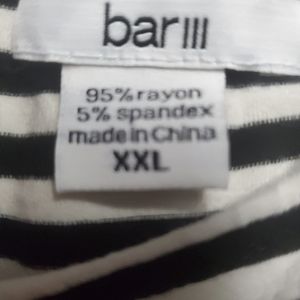 bar III
95% rayon
5% spandex
made in China
XXL